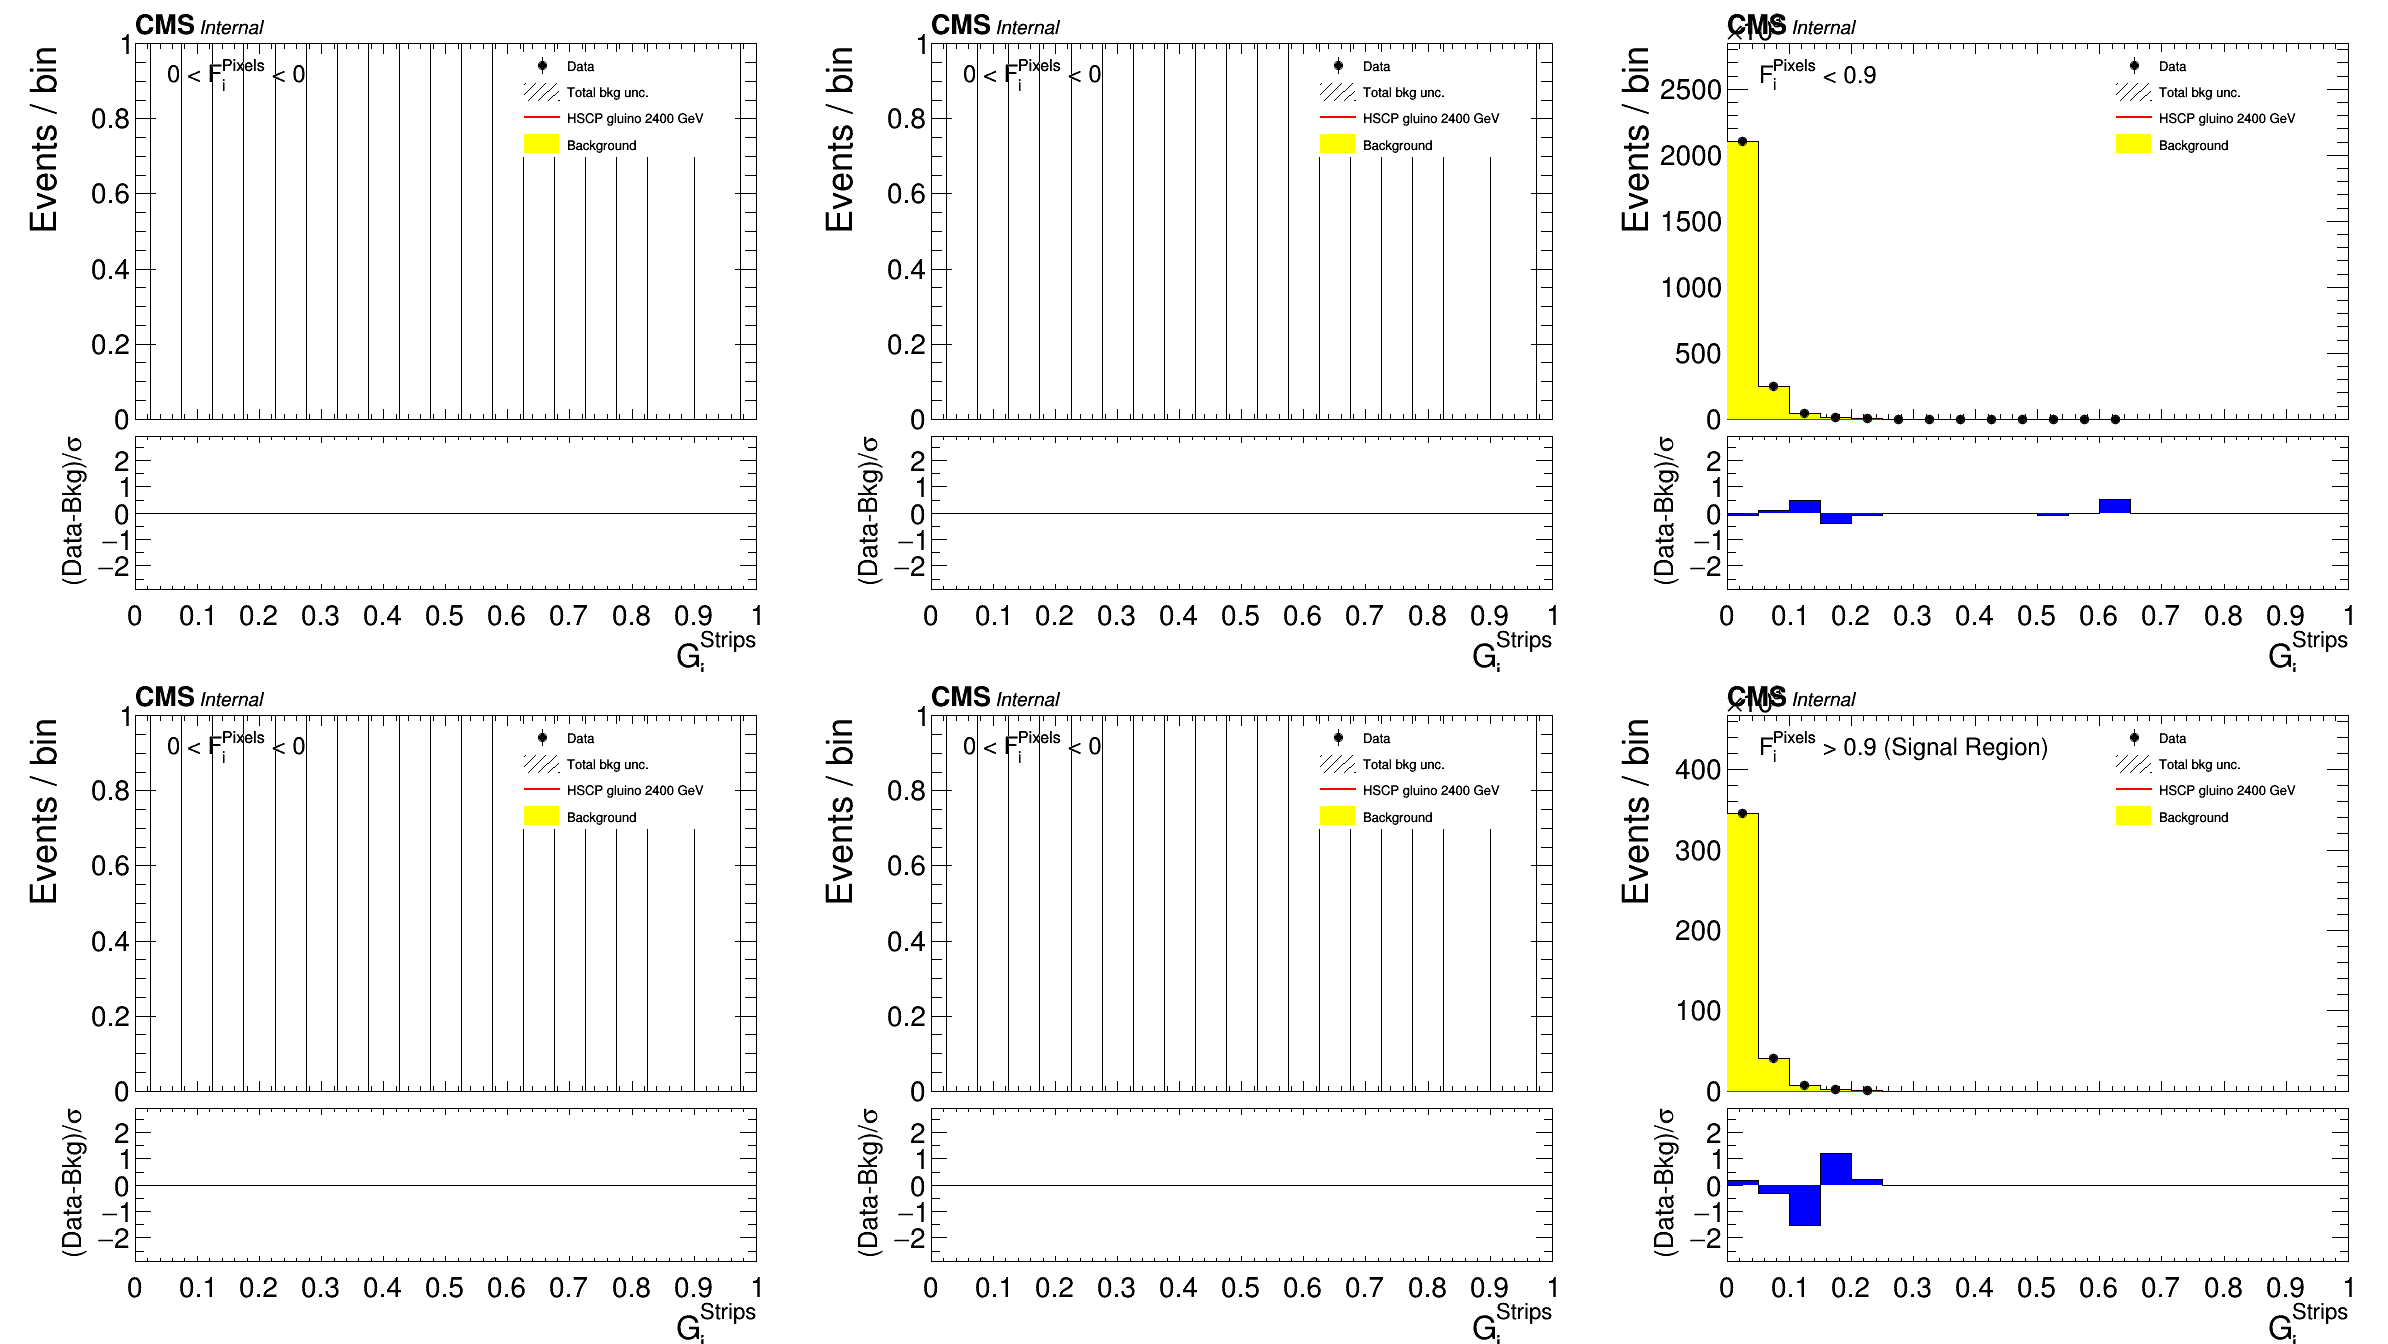 CMS Internal
Events / bin
1
0.8
0.6
0.4
0.2
0
0 < F_i^Pixels < 0
Data
Total bkg unc.
HSCP gluino 2400 GeV
Background
(Data-Bkg)/σ
2
1
0
−1
−2
0 0.1 0.2 0.3 0.4 0.5 0.6 0.7 0.8 0.9 1
G_i^Strips
CMS Internal
Events / bin
1
0.8
0.6
0.4
0.2
0
0 < F_i^Pixels < 0
Data
Total bkg unc.
HSCP gluino 2400 GeV
Background
(Data-Bkg)/σ
2
1
0
−1
−2
0 0.1 0.2 0.3 0.4 0.5 0.6 0.7 0.8 0.9 1
G_i^Strips
CMS Internal
Events / bin
2500
2000
1500
1000
500
0
F_i^Pixels < 0.9
Data
Total bkg unc.
HSCP gluino 2400 GeV
Background
(Data-Bkg)/σ
2
1
0
−1
−2
0 0.1 0.2 0.3 0.4 0.5 0.6 0.7 0.8 0.9 1
G_i^Strips
CMS Internal
Events / bin
1
0.8
0.6
0.4
0.2
0
0 < F_i^Pixels < 0
Data
Total bkg unc.
HSCP gluino 2400 GeV
Background
(Data-Bkg)/σ
2
1
0
−1
−2
0 0.1 0.2 0.3 0.4 0.5 0.6 0.7 0.8 0.9 1
G_i^Strips
CMS Internal
Events / bin
1
0.8
0.6
0.4
0.2
0
0 < F_i^Pixels < 0
Data
Total bkg unc.
HSCP gluino 2400 GeV
Background
(Data-Bkg)/σ
2
1
0
−1
−2
0 0.1 0.2 0.3 0.4 0.5 0.6 0.7 0.8 0.9 1
G_i^Strips
CMS Internal
Events / bin
400
300
200
100
0
F_i^Pixels > 0.9 (Signal Region)
Data
Total bkg unc.
HSCP gluino 2400 GeV
Background
(Data-Bkg)/σ
2
1
0
−1
−2
0 0.1 0.2 0.3 0.4 0.5 0.6 0.7 0.8 0.9 1
G_i^Strips